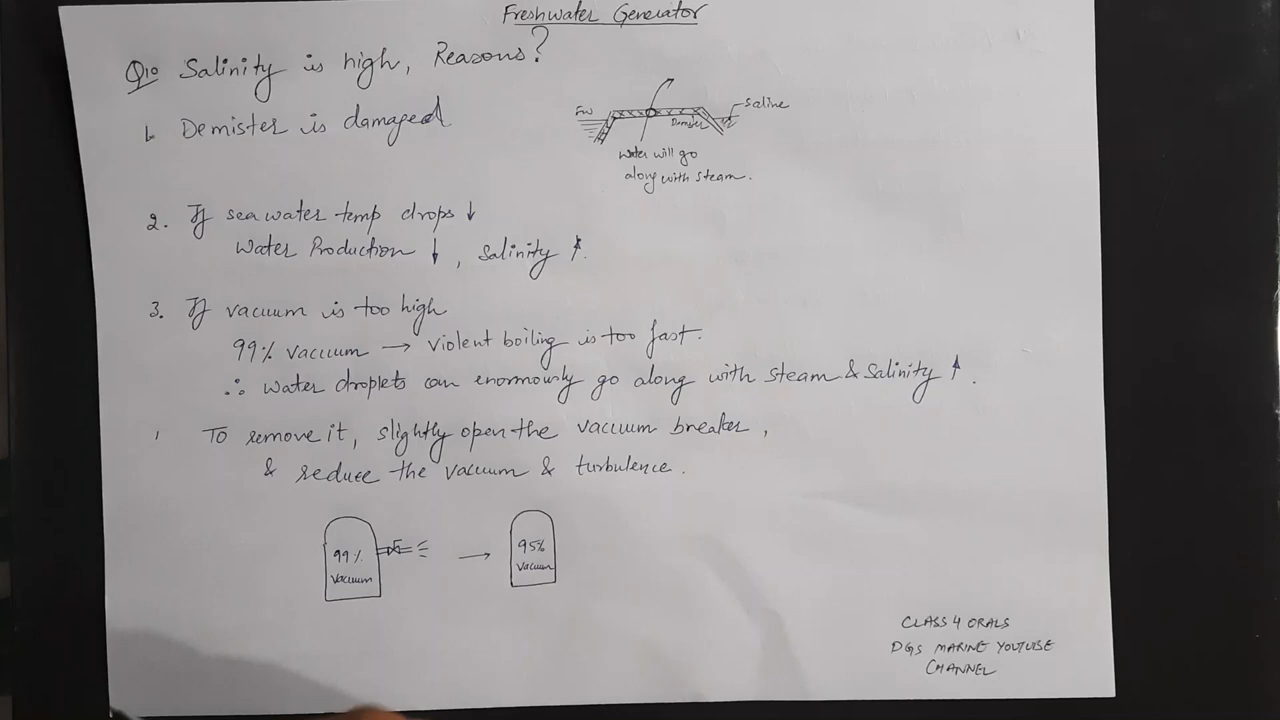 Freshwater Generator
Q10 Salinity is high, Reasons?
1. Demister is damaged
FW
Saline
Demister
Water will go
along with steam.
2. If sea water temp drops ↓
Water Production ↓, Salinity ↑.
3. If vacuum is too high
99% vacuum → violent boiling is too fast.
∴ water droplets can enormously go along with steam & Salinity ↑.
To remove it, slightly open the vacuum breaker,
& reduce the vacuum & turbulence.
99%
vacuum
→
95%
vacuum
CLASS 4 ORALS
DGS MARINE YOUTUBE
CHANNEL